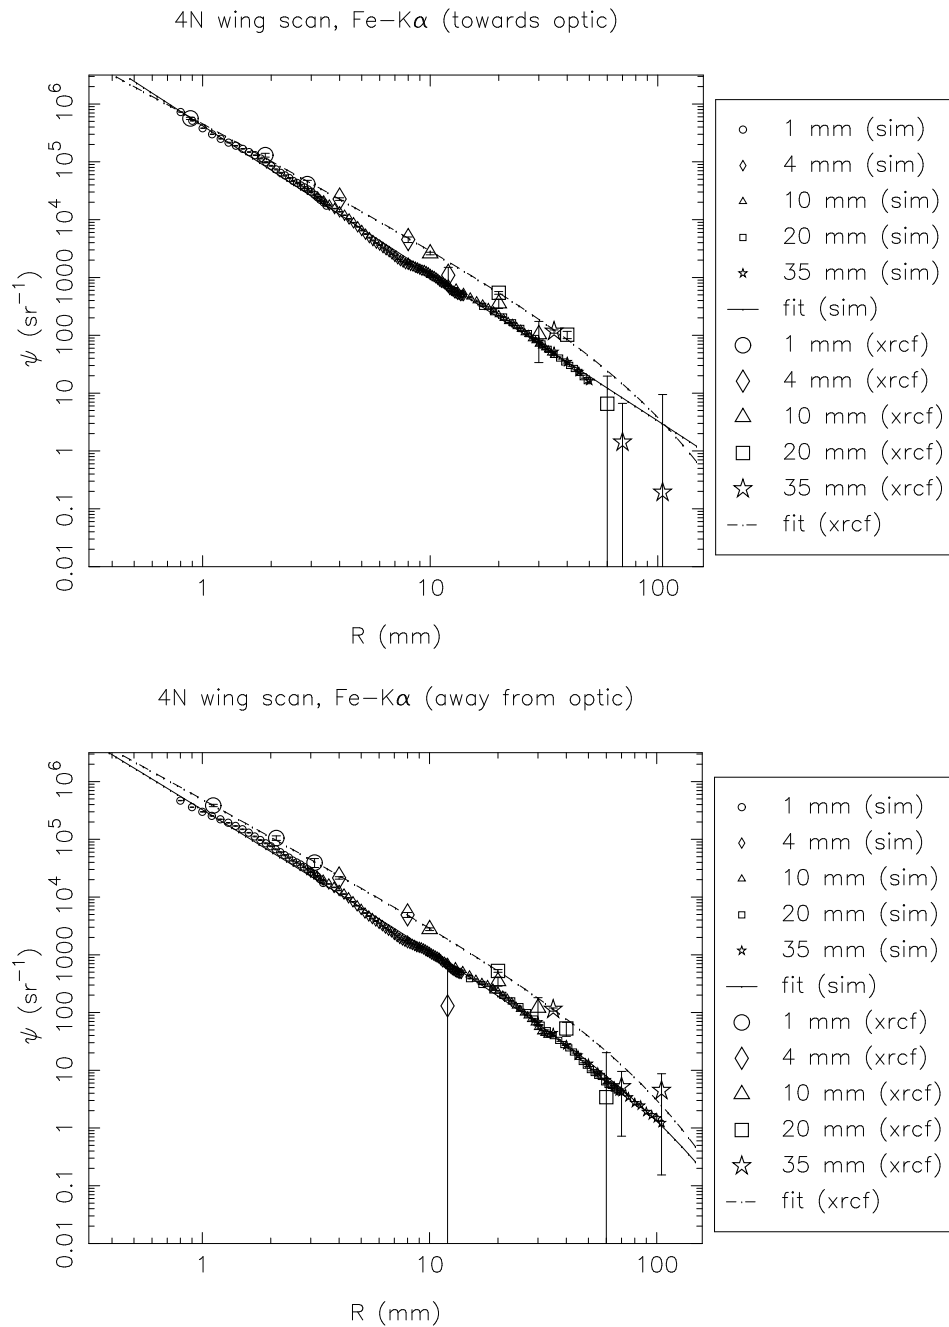 4N wing scan, Fe−Kα (towards optic)
10⁶
10⁵
10⁴
1000
100
10
1
0.1
0.01
ψ (sr⁻¹)
1 10 100
R (mm)
1 mm (sim)
4 mm (sim)
10 mm (sim)
20 mm (sim)
35 mm (sim)
fit (sim)
1 mm (xrcf)
4 mm (xrcf)
10 mm (xrcf)
20 mm (xrcf)
35 mm (xrcf)
fit (xrcf)
4N wing scan, Fe−Kα (away from optic)
10⁶
10⁵
10⁴
1000
100
10
1
0.1
0.01
ψ (sr⁻¹)
1 10 100
R (mm)
1 mm (sim)
4 mm (sim)
10 mm (sim)
20 mm (sim)
35 mm (sim)
fit (sim)
1 mm (xrcf)
4 mm (xrcf)
10 mm (xrcf)
20 mm (xrcf)
35 mm (xrcf)
fit (xrcf)